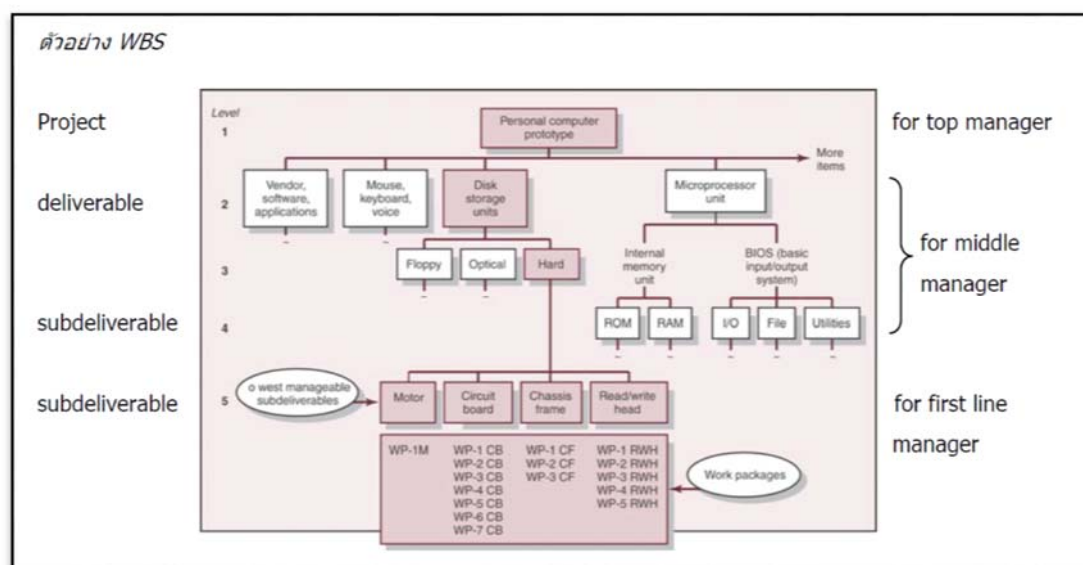 ตัวอย่าง WBS
Project
for top manager
Level
1
Personal computer
prototype
More
items
deliverable
2
Vendor,
software,
applications
Mouse,
keyboard,
voice
Disk
storage
units
Microprocessor
unit
for middle
manager
3
Floppy
Optical
Hard
Internal
memory
unit
BIOS (basic
input/output
system)
subdeliverable
4
ROM
RAM
I/O
File
Utilities
subdeliverable
5
o west manageable
subdeliverables
Motor
Circuit
board
Chassis
frame
Read/write
head
for first line
manager
WP-1M
WP-1 CB
WP-2 CB
WP-3 CB
WP-4 CB
WP-5 CB
WP-6 CB
WP-7 CB
WP-1 CF
WP-2 CF
WP-3 CF
WP-1 RWH
WP-2 RWH
WP-3 RWH
WP-4 RWH
WP-5 RWH
Work packages